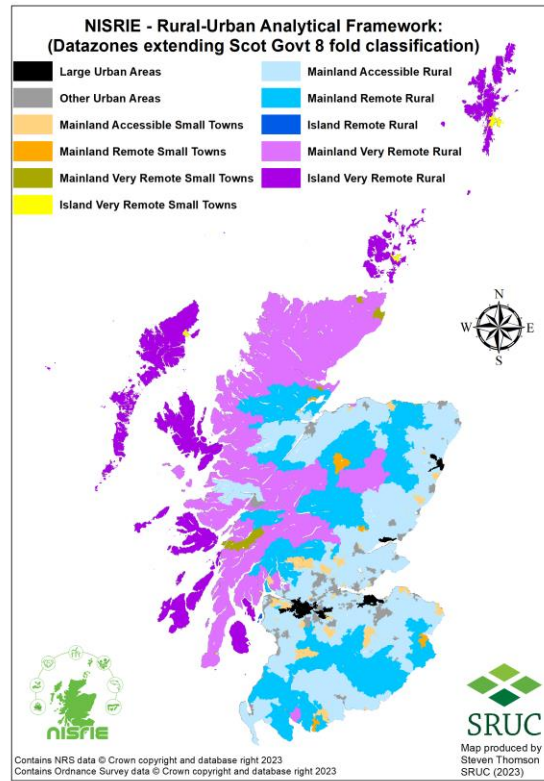 NISRIE - Rural-Urban Analytical Framework:
(Datazones extending Scot Govt 8 fold classification)
Large Urban Areas
Other Urban Areas
Mainland Accessible Small Towns
Mainland Remote Small Towns
Mainland Very Remote Small Towns
Island Very Remote Small Towns
Mainland Accessible Rural
Mainland Remote Rural
Island Remote Rural
Mainland Very Remote Rural
Island Very Remote Rural
N
W E
S
nisrie
SRUC
Map produced by
Steven Thomson
SRUC (2023)
Contains NRS data © Crown copyright and database right 2023
Contains Ordnance Survey data © Crown copyright and database right 2023